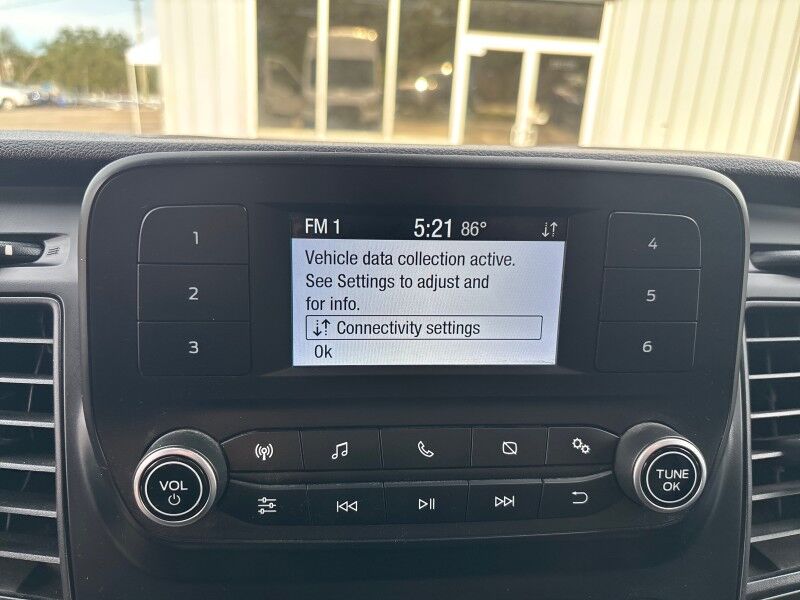 FM 1 5:21 86°
Vehicle data collection active.
See Settings to adjust and
for info.
Connectivity settings
Ok
1
2
3
4
5
6
VOL
TUNE
OK